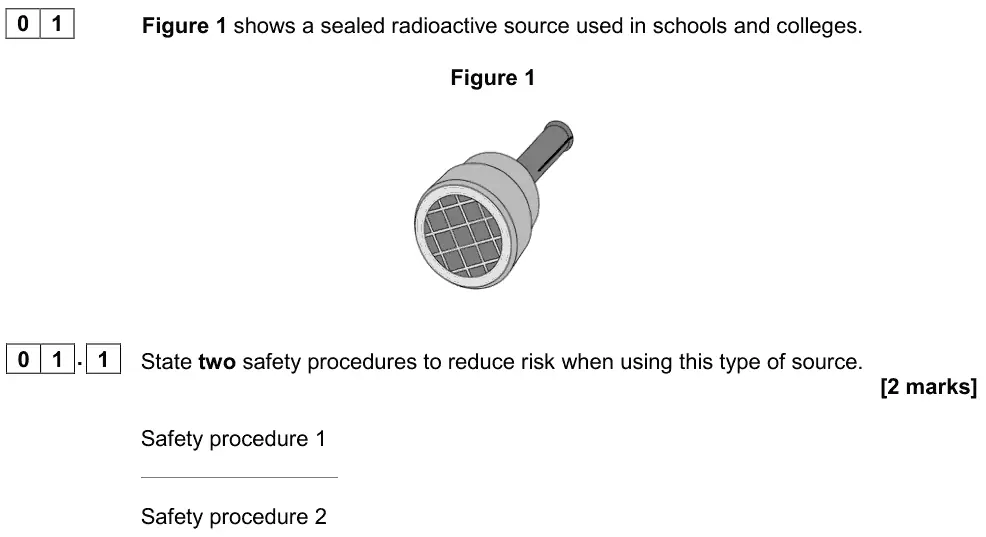 0 1 Figure 1 shows a sealed radioactive source used in schools and colleges.
Figure 1
0 1 . 1 State two safety procedures to reduce risk when using this type of source.
[2 marks]
Safety procedure 1
Safety procedure 2